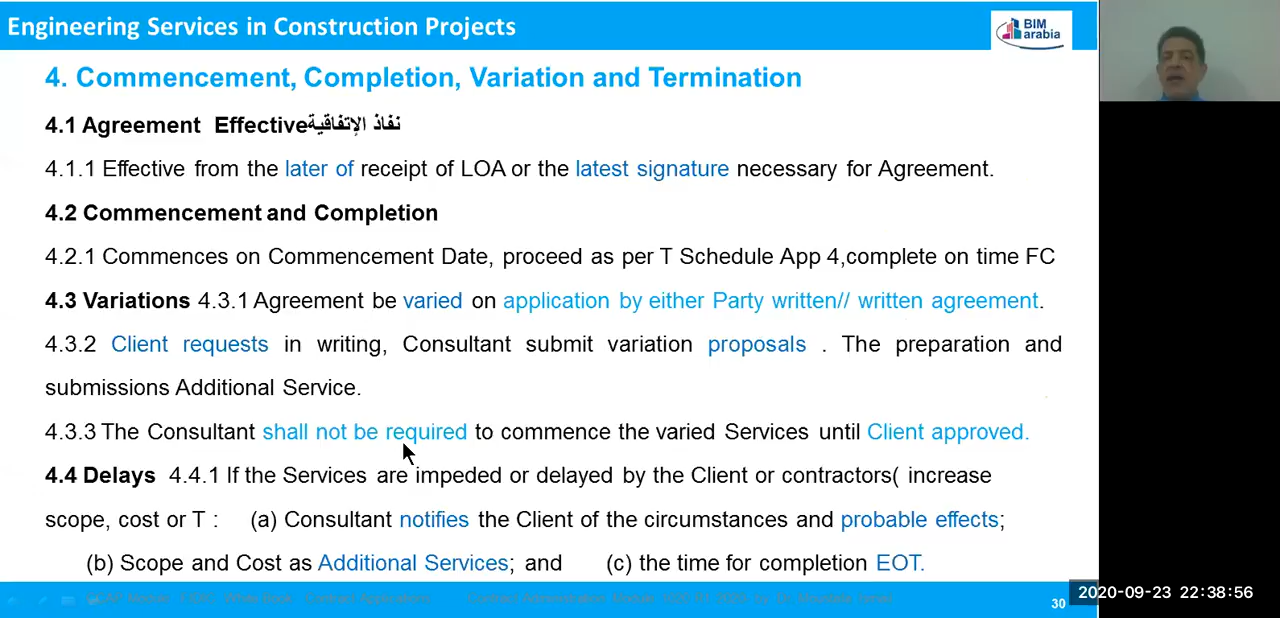 Engineering Services in Construction Projects
BIM
arabia
4. Commencement, Completion, Variation and Termination
4.1 Agreement Effective نفاذ الإتفاقية
4.1.1 Effective from the later of receipt of LOA or the latest signature necessary for Agreement.
4.2 Commencement and Completion
4.2.1 Commences on Commencement Date, proceed as per T Schedule App 4,complete on time FC
4.3 Variations 4.3.1 Agreement be varied on application by either Party written// written agreement.
4.3.2 Client requests in writing, Consultant submit variation proposals . The preparation and
submissions Additional Service.
4.3.3 The Consultant shall not be required to commence the varied Services until Client approved.
4.4 Delays 4.4.1 If the Services are impeded or delayed by the Client or contractors( increase
scope, cost or T : (a) Consultant notifies the Client of the circumstances and probable effects;
(b) Scope and Cost as Additional Services; and (c) the time for completion EOT.
30
2020-09-23 22:38:56